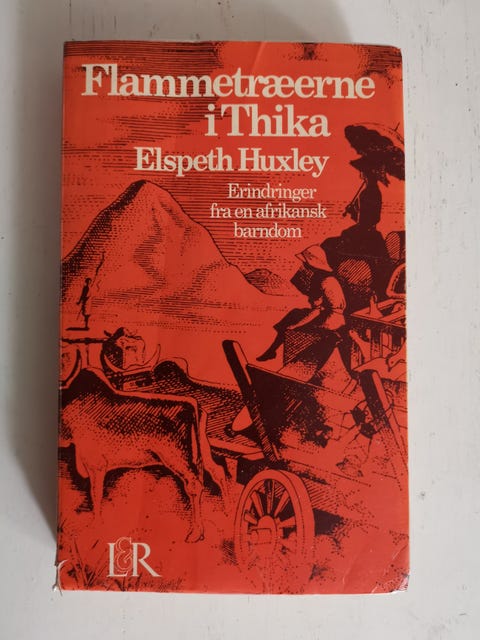 Flammetræerne
i Thika
Elspeth Huxley
Erindringer
fra en afrikansk
barndom
L&R